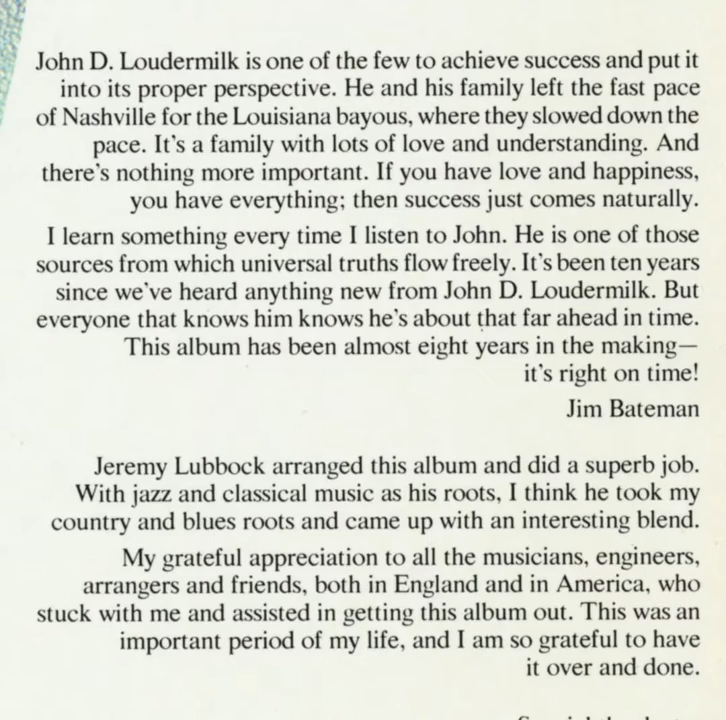 John D. Loudermilk is one of the few to achieve success and put it
into its proper perspective. He and his family left the fast pace
of Nashville for the Louisiana bayous, where they slowed down the
pace. It's a family with lots of love and understanding. And
there's nothing more important. If you have love and happiness,
you have everything; then success just comes naturally.
I learn something every time I listen to John. He is one of those
sources from which universal truths flow freely. It's been ten years
since we've heard anything new from John D. Loudermilk. But
everyone that knows him knows he's about that far ahead in time.
This album has been almost eight years in the making—
it's right on time!
Jim Bateman
Jeremy Lubbock arranged this album and did a superb job.
With jazz and classical music as his roots, I think he took my
country and blues roots and came up with an interesting blend.
My grateful appreciation to all the musicians, engineers,
arrangers and friends, both in England and in America, who
stuck with me and assisted in getting this album out. This was an
important period of my life, and I am so grateful to have
it over and done.